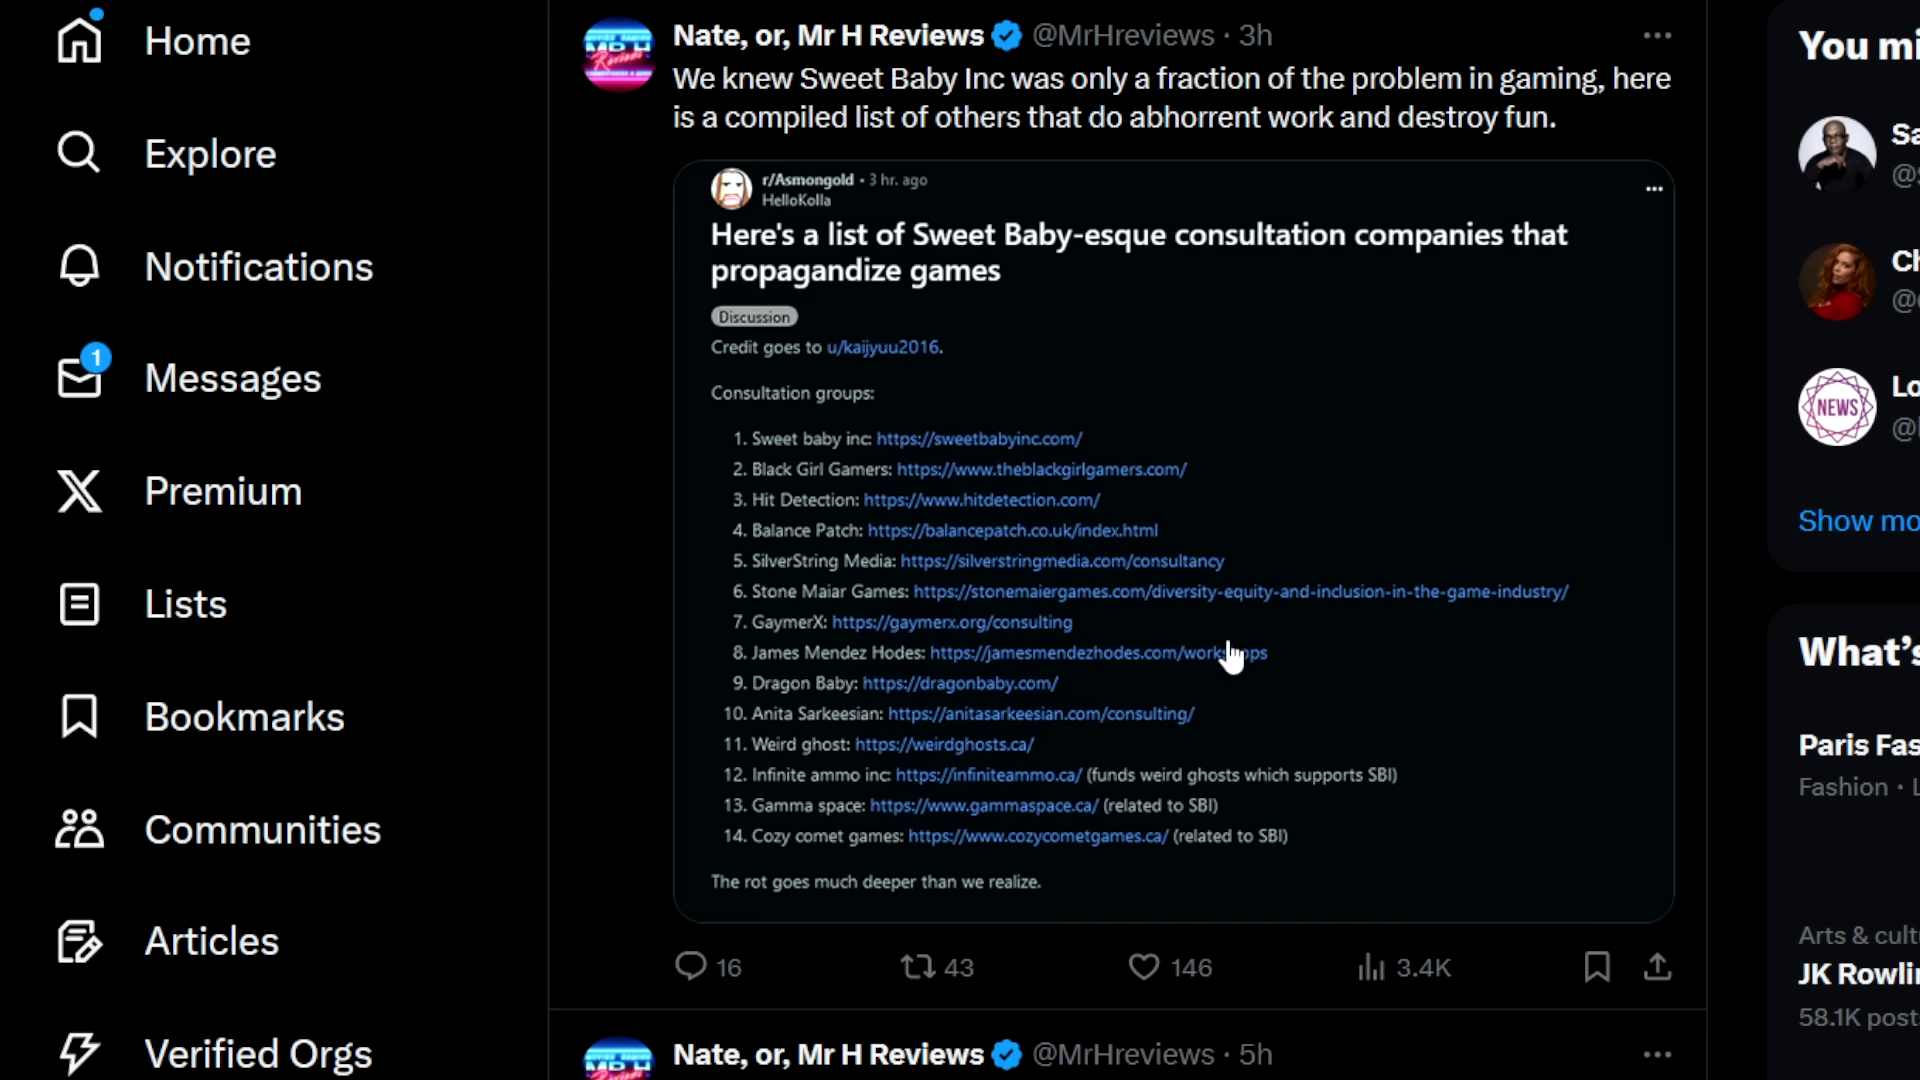 Home
Explore
Notifications
1
Messages
Premium
Lists
Bookmarks
Communities
Articles
Verified Orgs
Nate, or, Mr H Reviews @MrHreviews · 3h
We knew Sweet Baby Inc was only a fraction of the problem in gaming, here
is a compiled list of others that do abhorrent work and destroy fun.
r/Asmongold • 3 hr. ago
HelloKolla
Here's a list of Sweet Baby-esque consultation companies that
propagandize games
Discussion
Credit goes to u/kaijyuu2016.
Consultation groups:
1. Sweet baby inc: https://sweetbabyinc.com/
2. Black Girl Gamers: https://www.theblackgirlgamers.com/
3. Hit Detection: https://www.hitdetection.com/
4. Balance Patch: https://balancepatch.co.uk/index.html
5. SilverString Media: https://silverstringmedia.com/consultancy
6. Stone Maiar Games: https://stonemaiergames.com/diversity-equity-and-inclusion-in-the-game-industry/
7. GaymerX: https://gaymerx.org/consulting
8. James Mendez Hodes: https://jamesmendezhodes.com/workshops
9. Dragon Baby: https://dragonbaby.com/
10. Anita Sarkeesian: https://anitasarkeesian.com/consulting/
11. Weird ghost: https://weirdghosts.ca/
12. Infinite ammo inc: https://infiniteammo.ca/ (funds weird ghosts which supports SBI)
13. Gamma space: https://www.gammaspace.ca/ (related to SBI)
14. Cozy comet games: https://www.cozycometgames.ca/ (related to SBI)
The rot goes much deeper than we realize.
16 43 146 3.4K
Nate, or, Mr H Reviews @MrHreviews · 5h
You mi
Sa
@S
Ch
@
NEWS
Lo
@
Show mo
What's
Paris Fas
Fashion · L
Arts & cult
JK Rowlin
58.1K post